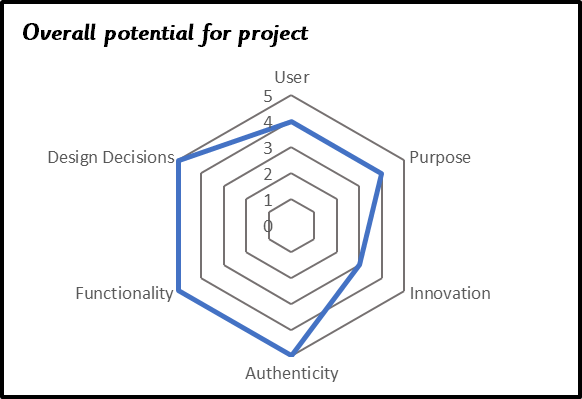 Overall potential for project
User
5
4
3
2
1
0
Design Decisions
Purpose
Functionality
Innovation
Authenticity